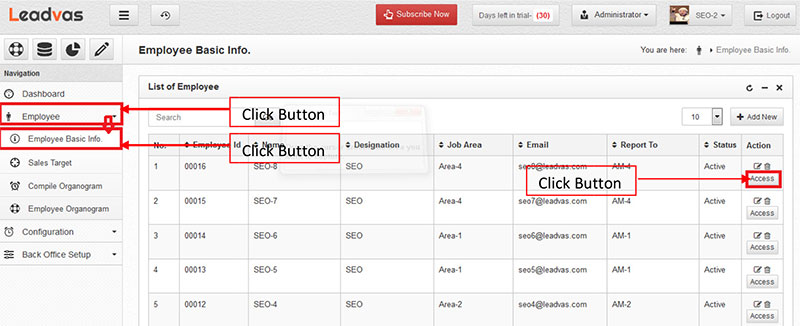 Leadvas
Subscribe Now
Days left in trial- (30)
Administrator
SEO-2
Logout
Employee Basic Info.
You are here: Employee Basic Info.
Navigation
Dashboard
Employee
Employee Basic Info.
Sales Target
Compile Organogram
Employee Organogram
Configuration
Back Office Setup
List of Employee
Search
Click Button
10
Add New
Click Button
No. Employee Id Name Designation Job Area Email Report To Status Action
1 00016 SEO-8 SEO Area-4 seo8@leadvas.com AM-4 Active
Click Button
Access
2 00015 SEO-7 SEO Area-4 seo7@leadvas.com AM-4 Active
Access
3 00014 SEO-6 SEO Area-1 seo6@leadvas.com AM-1 Active
Access
4 00013 SEO-5 SEO Area-1 seo5@leadvas.com AM-1 Active
Access
5 00012 SEO-4 SEO Area-2 seo4@leadvas.com AM-2 Active